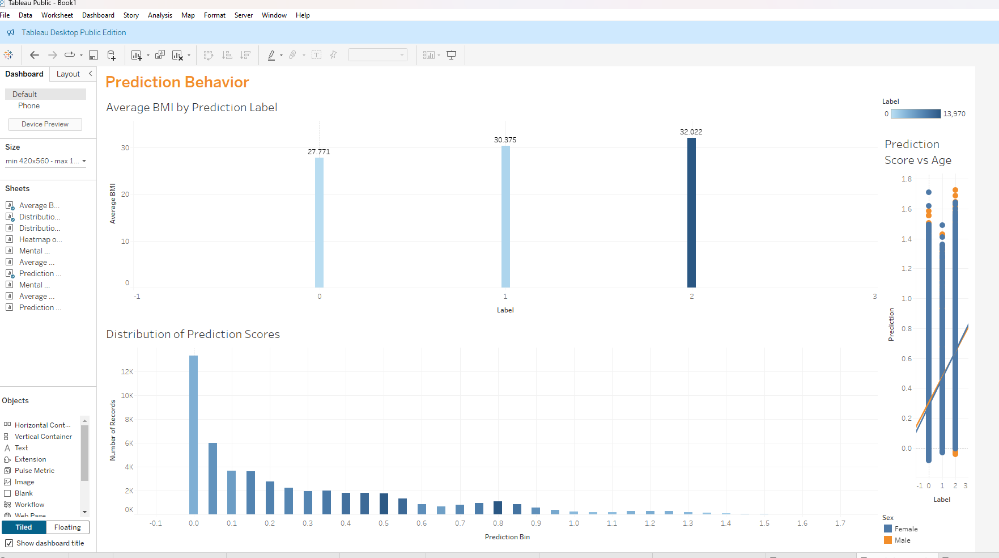 Tableau Public - Book1
File Data Worksheet Dashboard Story Analysis Map Format Server Window Help
Tableau Desktop Public Edition
Dashboard Layout
Default
Phone
Device Preview
Size
min 420x560 - max 1...
Sheets
Average B...
Distributio...
Distributio...
Heatmap o...
Mental ...
Average ...
Prediction ...
Mental ...
Average ...
Prediction ...
Objects
Horizontal Cont...
Vertical Container
Text
Extension
Pulse Metric
Image
Blank
Workflow
Web Page
Tiled Floating
Show dashboard title
Prediction Behavior
Average BMI by Prediction Label
Average BMI
30
20
10
0
27.771
30.375
32.022
-1 0 1 2 3
Label
Distribution of Prediction Scores
Number of Records
12K
10K
8K
6K
4K
2K
0K
-0.1 0.0 0.1 0.2 0.3 0.4 0.5 0.6 0.7 0.8 0.9 1.0 1.1 1.2 1.3 1.4 1.5 1.6 1.7
Prediction Bin
Label
0 13,970
Prediction
Score vs Age
Prediction
1.8
1.6
1.4
1.2
1.0
0.8
0.6
0.4
0.2
0.0
-1 0 1 2 3
Label
Sex
Female
Male